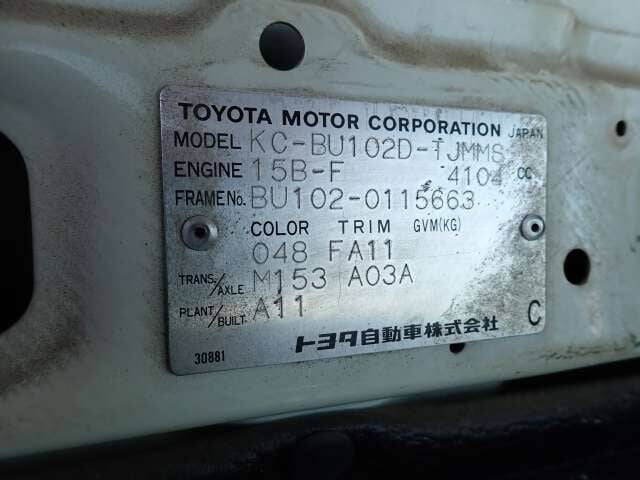 TOYOTA MOTOR CORPORATION JAPAN
MODEL KC-BU102D-TJMMS
ENGINE 15B-F 4104 CC
FRAME No. BU102-0115663
COLOR TRIM GVM(KG)
048 FA11
TRANS./AXLE M153 A03A
PLANT/BUILT A11
トヨタ自動車株式会社 C
30881